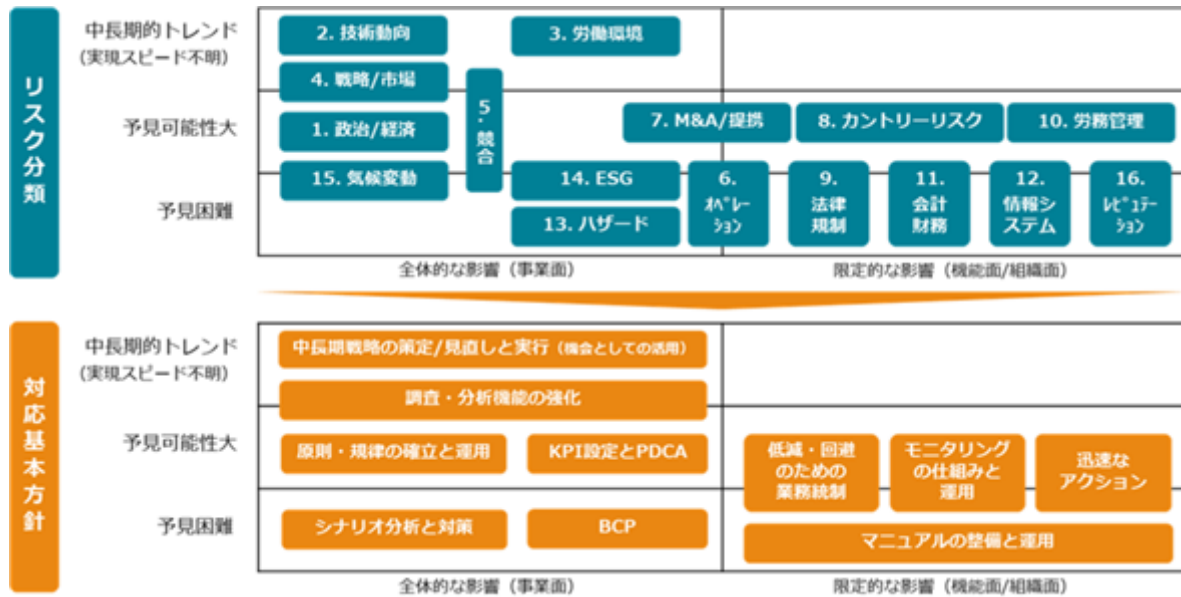 リスク分類
中長期的トレンド
(実現スピード不明)
予見可能性大
予見困難
2. 技術動向
3. 労働環境
4. 戦略/市場
5. 競合
1. 政治/経済
7. M&A/提携
8. カントリーリスク
10. 労務管理
15. 気候変動
14. ESG
13. ハザード
6.
ｵﾍﾟﾚｰ
ｼｮﾝ
9.
法律
規制
11.
会計
財務
12.
情報シ
ステム
16.
ﾚﾋﾟｭﾃｰ
ｼｮﾝ
全体的な影響（事業面）
限定的な影響（機能面/組織面）
対応基本方針
中長期的トレンド
(実現スピード不明)
予見可能性大
予見困難
中長期戦略の策定/見直しと実行（機会としての活用）
調査・分析機能の強化
原則・規律の確立と運用
KPI設定とPDCA
低減・回避
のための
業務統制
モニタリング
の仕組みと
運用
迅速な
アクション
シナリオ分析と対策
BCP
マニュアルの整備と運用
全体的な影響（事業面）
限定的な影響（機能面/組織面）